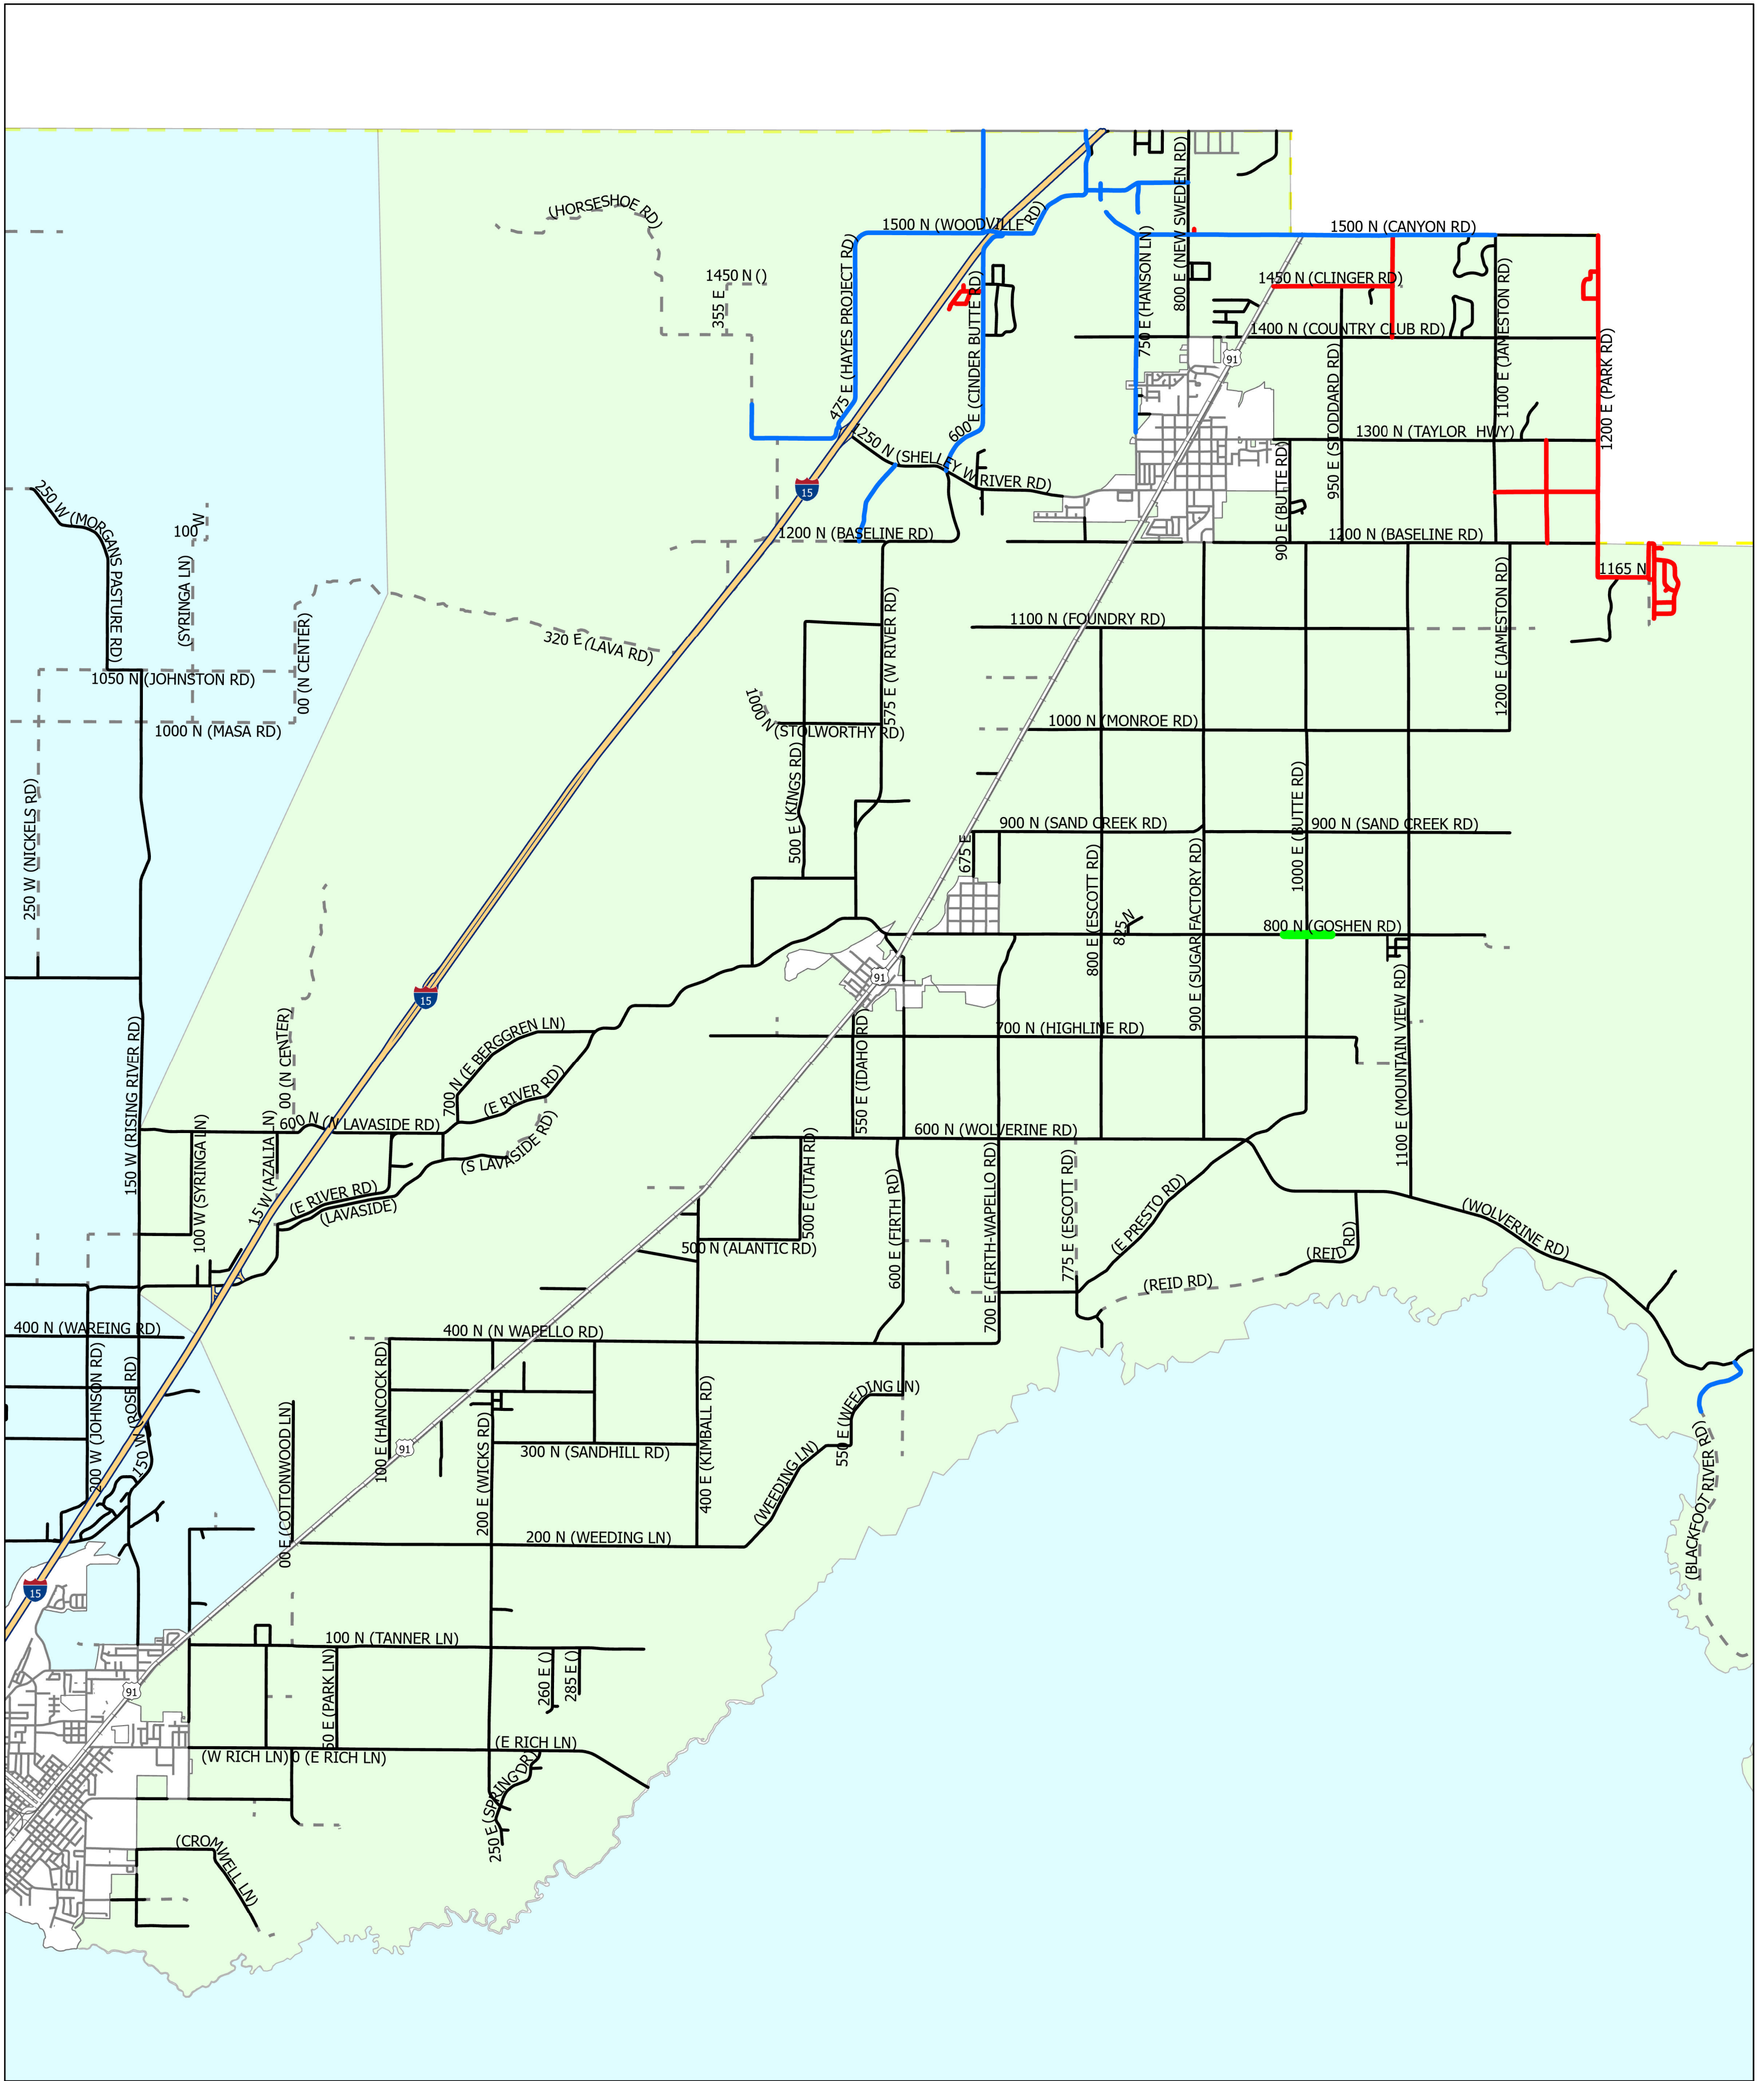 800 E (NEW SWEDEN RD)
(HORSESHOE RD)
1500 N (WOODVILLE RD)
1500 N (CANYON RD)
1450 N ()
355 E
475 E (HAYES PROJECT RD)
600 E (CINDER BUTTE RD)
750 E (HANSON LN)
1450 N (CLINGER RD)
1100 E (JAMESTON RD)
1400 N (COUNTRY CLUB RD)
91
1200 E (PARK RD)
950 E (STODDARD RD)
1300 N (TAYLOR HWY)
1250 N (SHELLEY W RIVER RD)
900 E (BUTTE RD)
15
250 W (MORGANS PASTURE RD)
100 W
(SYRINGA LN)
1200 N (BASELINE RD)
1200 N (BASELINE RD)
1165 N
1200 E (JAMESTON RD)
00 (N CENTER)
320 E (LAVA RD)
575 E (W RIVER RD)
1100 N (FOUNDRY RD)
1050 N (JOHNSTON RD)
1000 N (MASA RD)
1000 N (STOLWORTHY RD)
1000 N (MONROE RD)
250 W (NICKELS RD)
500 E (KINGS RD)
1000 E (BUTTE RD)
675 E
900 N (SAND CREEK RD)
900 N (SAND CREEK RD)
800 E (ESCOTT RD)
900 E (SUGAR FACTORY RD)
825 N
800 N (GOSHEN RD)
91
15
1100 E (MOUNTAIN VIEW RD)
150 W (RISING RIVER RD)
00 (N CENTER)
700 N (E BERGGREN LN)
700 N (HIGHLINE RD)
550 E (IDAHO RD)
(E RIVER RD)
600 N (N LAVASIDE RD)
15 W (AZALIA LN)
100 W (SYRINGA LN)
(S LAVASIDE RD)
600 N (WOLVERINE RD)
500 E (UTAH RD)
600 E (FIRTH RD)
700 E (FIRTH-WAPELLO RD)
775 E (ESCOTT RD)
(E PRESTO RD)
(E RIVER RD)
(LAVASIDE)
(WOLVERINE RD)
500 N (ALANTIC RD)
(REID RD)
(REID RD)
400 N (WAREING RD)
400 N (N WAPELLO RD)
200 W (JOHNSON RD)
150 W (ROSE RD)
100 E (HANCOCK RD)
400 E (KIMBALL RD)
550 E (WEEDING LN)
00 E (COTTONWOOD LN)
91
200 E (WICKS RD)
300 N (SANDHILL RD)
(WEEDING LN)
(BLACKFOOT RIVER RD)
200 N (WEEDING LN)
15
100 N (TANNER LN)
50 E (PARK LN)
260 E ()
285 E ()
91
(W RICH LN)
0 (E RICH LN)
(E RICH LN)
250 E (SPRING DR)
(CROMWELL LN)